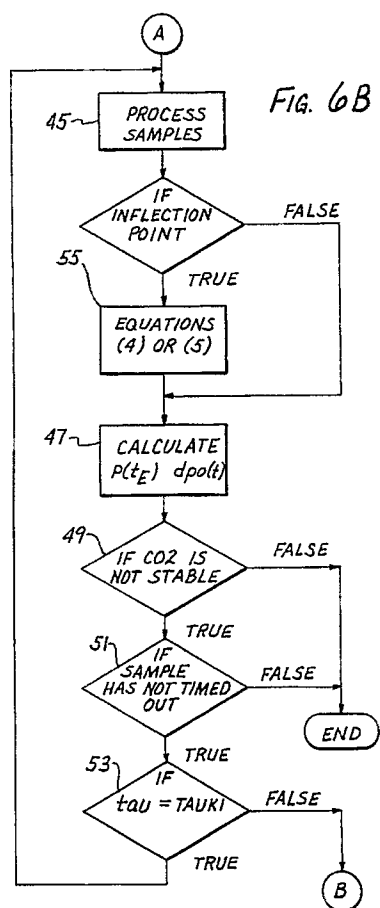 A
FIG. 6B
45
PROCESS
SAMPLES
IF
INFLECTION
POINT
FALSE
TRUE
55
EQUATIONS
(4) OR (5)
47
CALCULATE
P(tE) dpo(t)
49
IF CO2 IS
NOT STABLE
FALSE
TRUE
51
IF
SAMPLE
HAS NOT TIMED
OUT
FALSE
END
TRUE
53
IF
tau = TAUKI
FALSE
TRUE
B